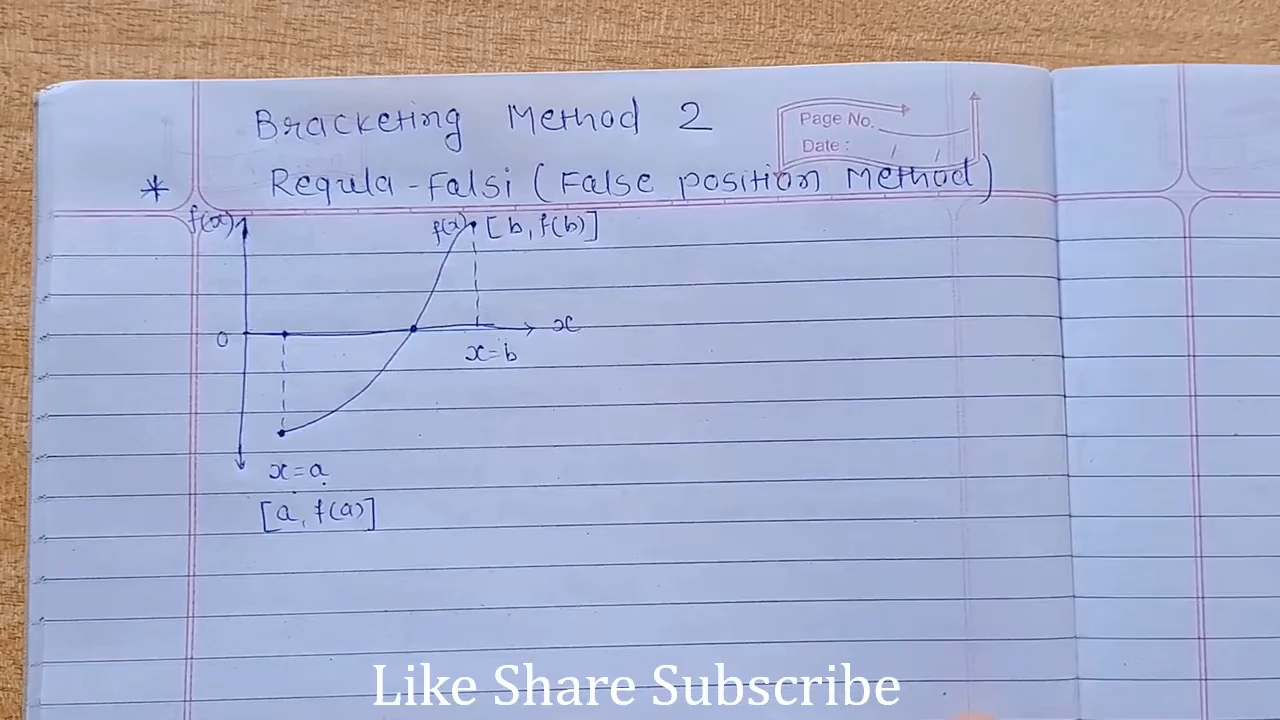 Bracketing Method 2
Page No.
Date : / /
* Regula-Falsi (False position Method)
f(x)
f(x) [b, f(b)]
0
x
x=b
x=a
[a, f(a)]
Like Share Subscribe